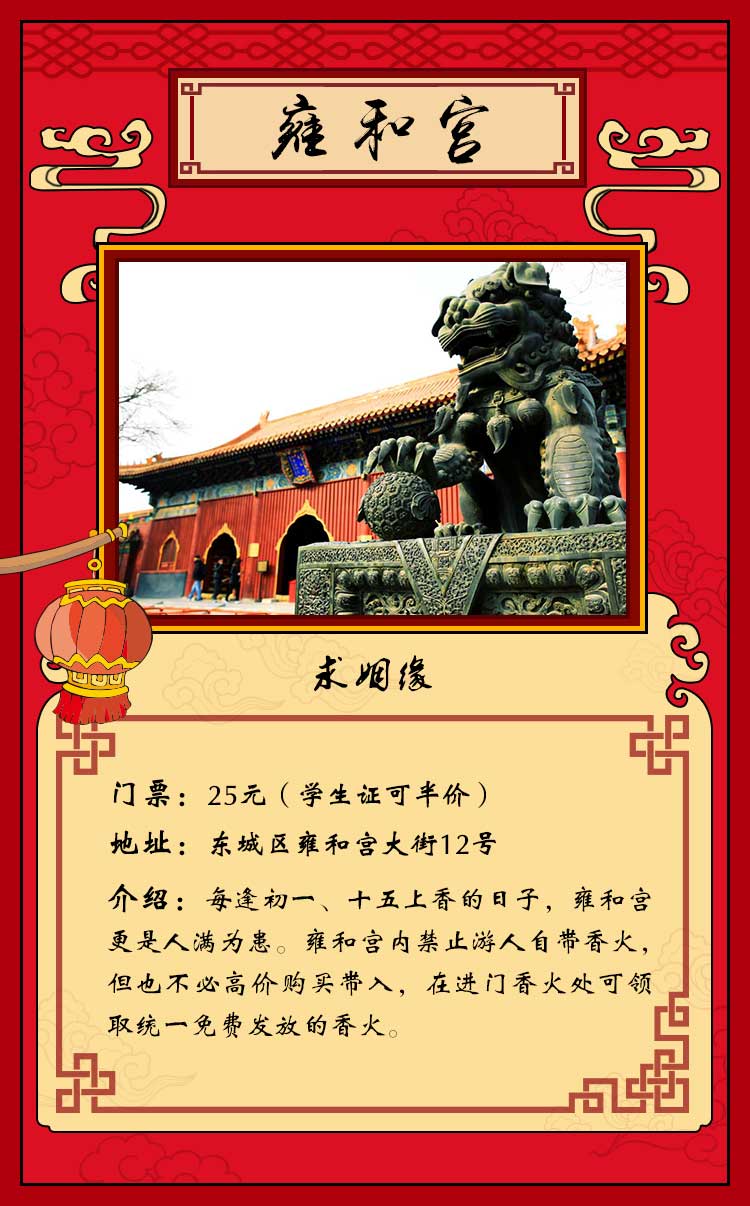 雍和宫
求姻缘
门票：25元（学生证可半价）
地址：东城区雍和宫大街12号
介绍：每逢初一、十五上香的日子，雍和宫
更是人满为患。雍和宫内禁止游人自带香火，
但也不必高价购买带入，在进门香火处可领
取统一免费发放的香火。